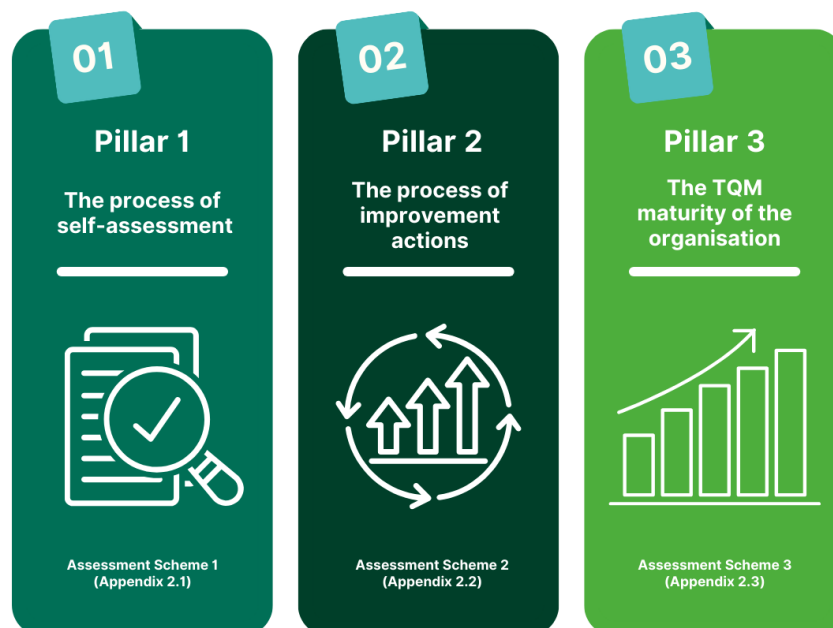 01
Pillar 1
The process of
self-assessment
Assessment Scheme 1
(Appendix 2.1)
02
Pillar 2
The process of
improvement
actions
Assessment Scheme 2
(Appendix 2.2)
03
Pillar 3
The TQM
maturity of the
organisation
Assessment Scheme 3
(Appendix 2.3)